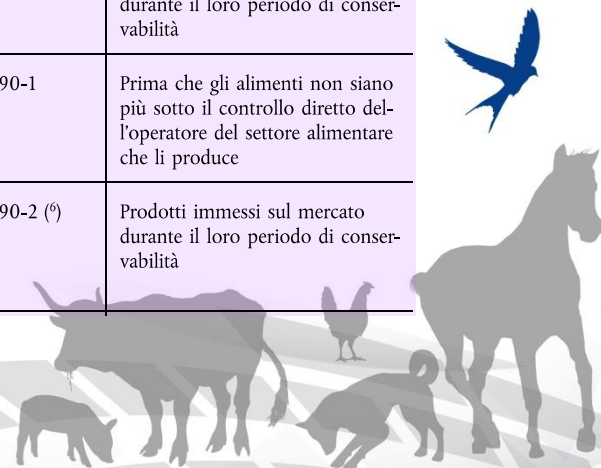 durante il loro periodo di conser-
vabilità
90-1
Prima che gli alimenti non siano
più sotto il controllo diretto del-
l'operatore del settore alimentare
che li produce
90-2 (⁶)
Prodotti immessi sul mercato
durante il loro periodo di conser-
vabilità